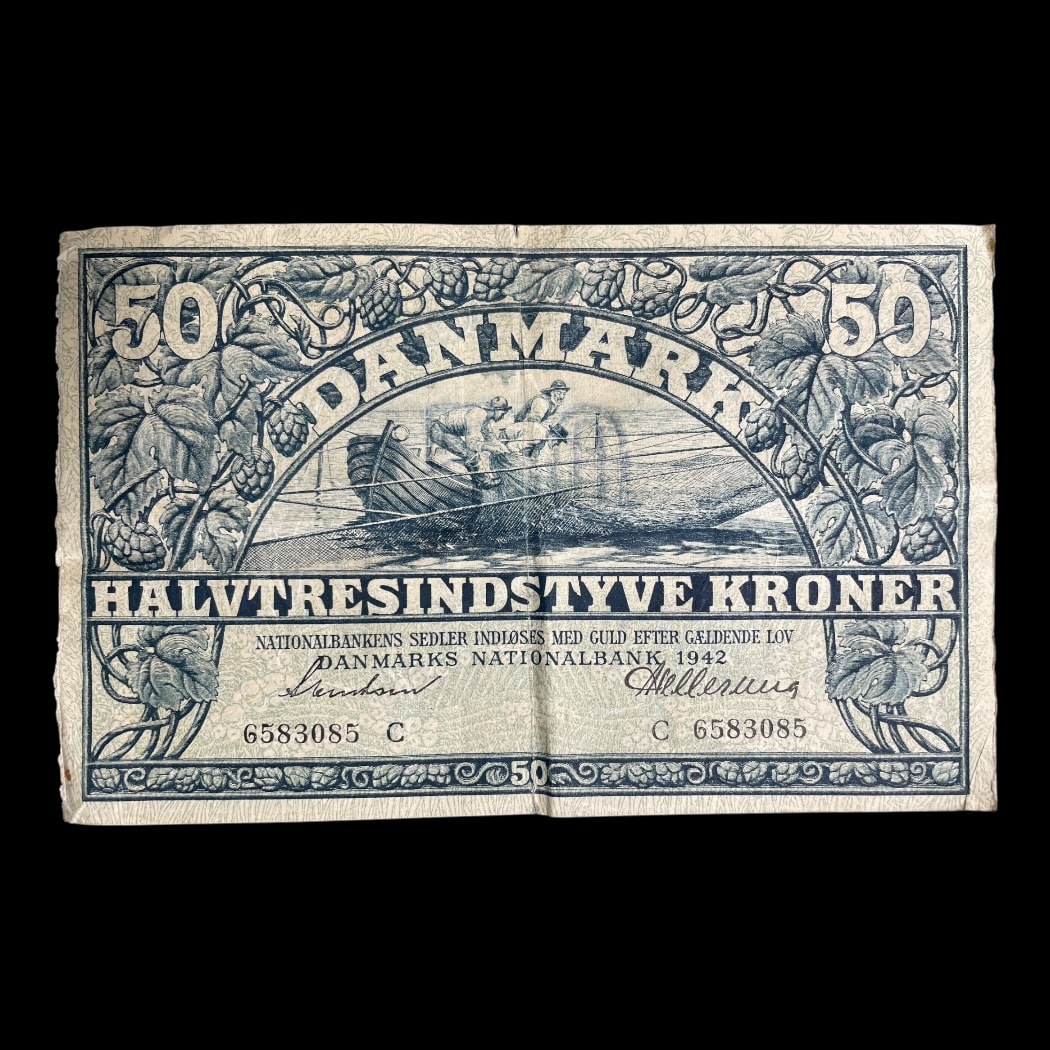 50 50
DANMARK
HALVTRESINDSTYVE KRONER
NATIONALBANKENS SEDLER INDLØSES MED GULD EFTER GÆLDENDE LOV
DANMARKS NATIONALBANK 1942
6583085 C C 6583085
50